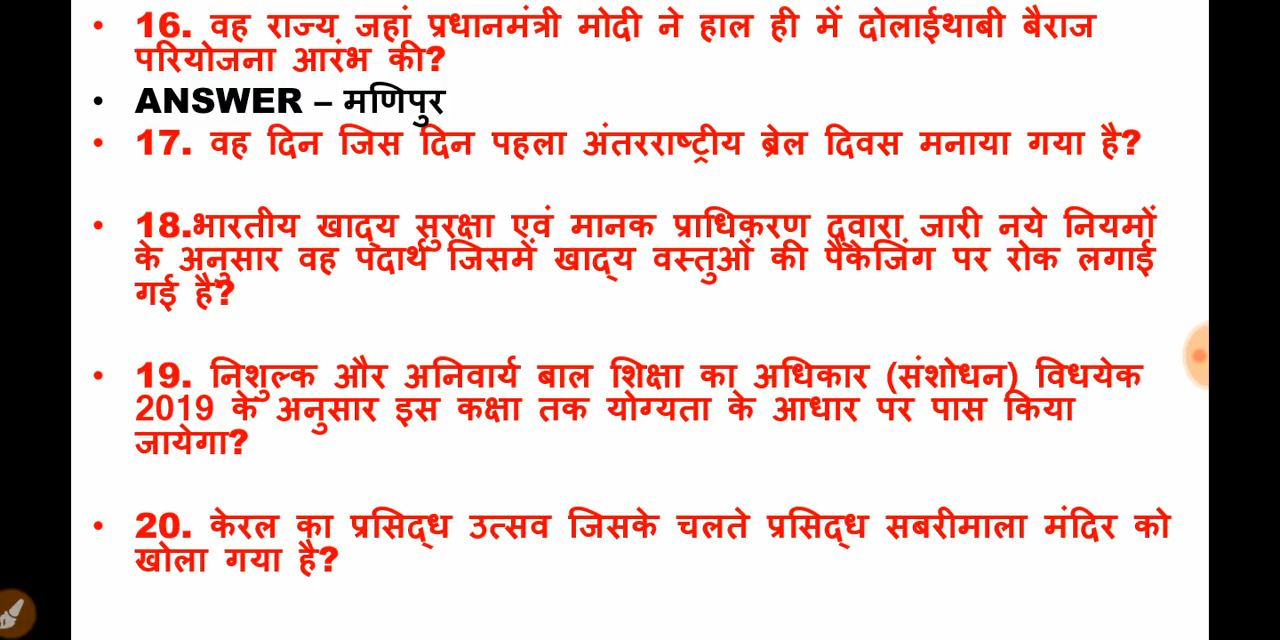 • 16. वह राज्य जहां प्रधानमंत्री मोदी ने हाल ही में दोलाईथाबी बैराज
परियोजना आरंभ की?
• ANSWER – मणिपुर
• 17. वह दिन जिस दिन पहला अंतरराष्ट्रीय ब्रेल दिवस मनाया गया है?
• 18.भारतीय खाद्य सुरक्षा एवं मानक प्राधिकरण द्वारा जारी नये नियमों
के अनुसार वह पदार्थ जिसमें खाद्य वस्तुओं की पैकेजिंग पर रोक लगाई
गई है?
• 19. निशुल्क और अनिवार्य बाल शिक्षा का अधिकार (संशोधन) विधयेक
2019 के अनुसार इस कक्षा तक योग्यता के आधार पर पास किया
जायेगा?
• 20. केरल का प्रसिद्ध उत्सव जिसके चलते प्रसिद्ध सबरीमाला मंदिर को
खोला गया है?